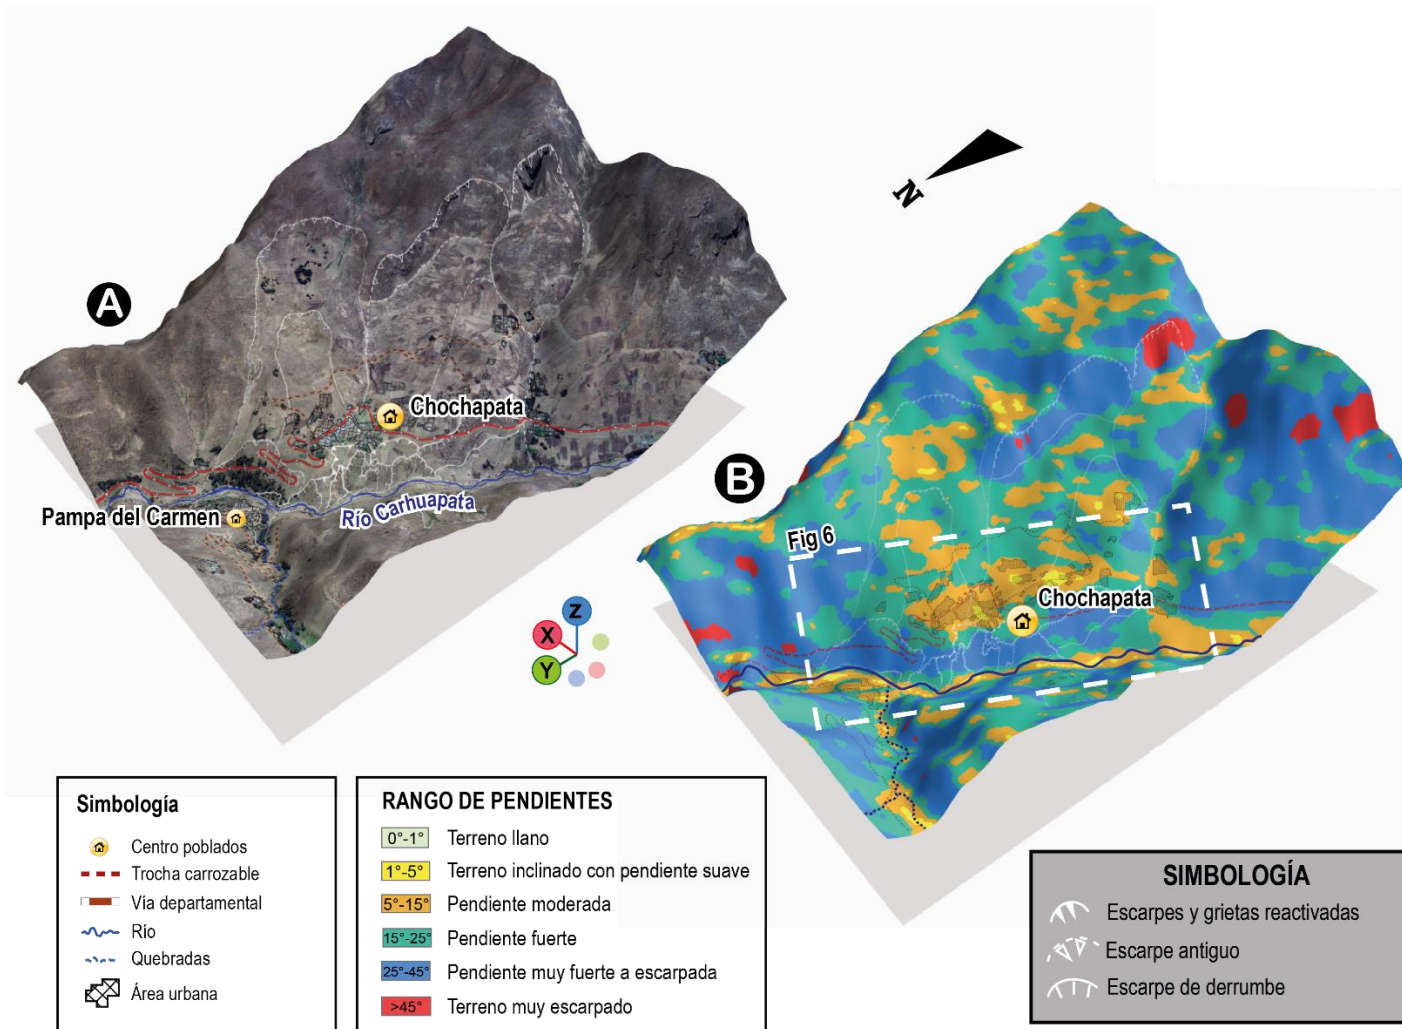 N
A
Chochapata
Río Carhuapata
Pampa del Carmen
B
Fig 6
Chochapata
Z
X
Y
Simbología
Centro poblados
Trocha carrozable
Vía departamental
Río
Quebradas
Área urbana
RANGO DE PENDIENTES
0°-1° Terreno llano
1°-5° Terreno inclinado con pendiente suave
5°-15° Pendiente moderada
15°-25° Pendiente fuerte
25°-45° Pendiente muy fuerte a escarpada
>45° Terreno muy escarpado
SIMBOLOGÍA
Escarpes y grietas reactivadas
Escarpe antiguo
Escarpe de derrumbe